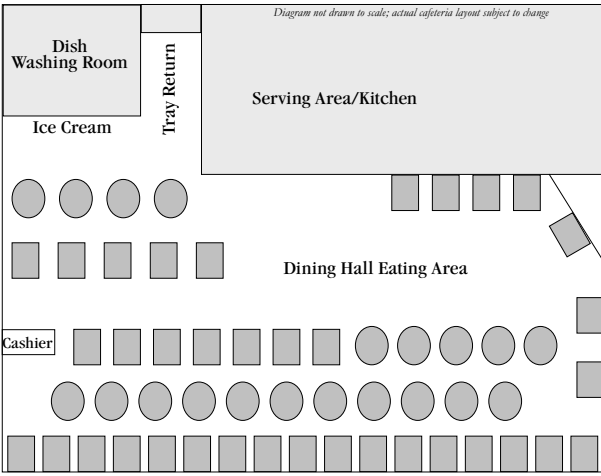 Diagram not drawn to scale; actual cafeteria layout subject to change
Dish
Washing Room
Tray Return
Serving Area/Kitchen
Ice Cream
Dining Hall Eating Area
Cashier